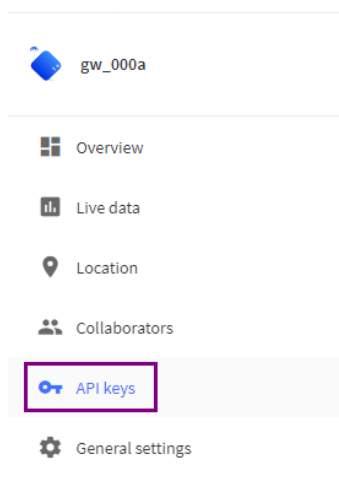 gw_000a
Overview
Live data
Location
Collaborators
API keys
General settings